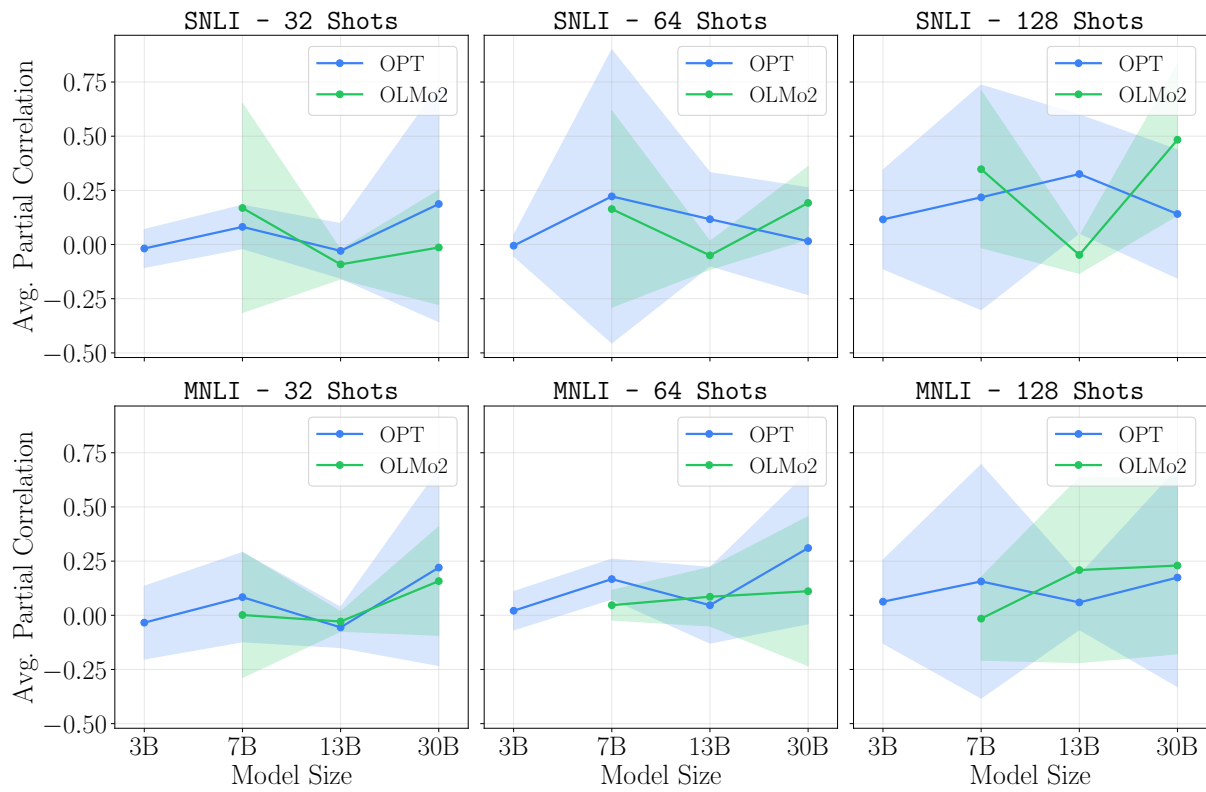 SNLI - 32 Shots
SNLI - 64 Shots
SNLI - 128 Shots
Avg. Partial Correlation
0.75
0.50
0.25
0.00
−0.25
−0.50
OPT
OLMo2
OPT
OLMo2
OPT
OLMo2
MNLI - 32 Shots
MNLI - 64 Shots
MNLI - 128 Shots
Avg. Partial Correlation
0.75
0.50
0.25
0.00
−0.25
−0.50
OPT
OLMo2
OPT
OLMo2
OPT
OLMo2
3B 7B 13B 30B
3B 7B 13B 30B
3B 7B 13B 30B
Model Size
Model Size
Model Size